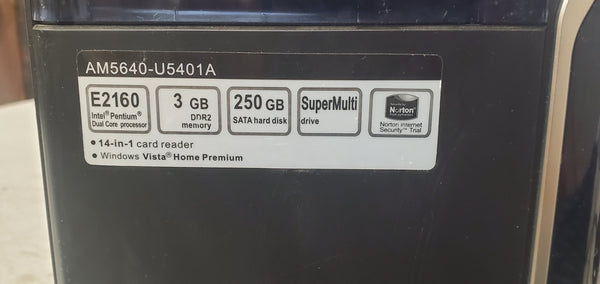 AM5640-U5401A
E2160
Intel® Pentium®
Dual Core processor
3 GB
DDR2
memory
250 GB
SATA hard disk
SuperMulti
drive
Norton
Norton Internet
Security™ Trial
• 14-in-1 card reader
• Windows Vista® Home Premium